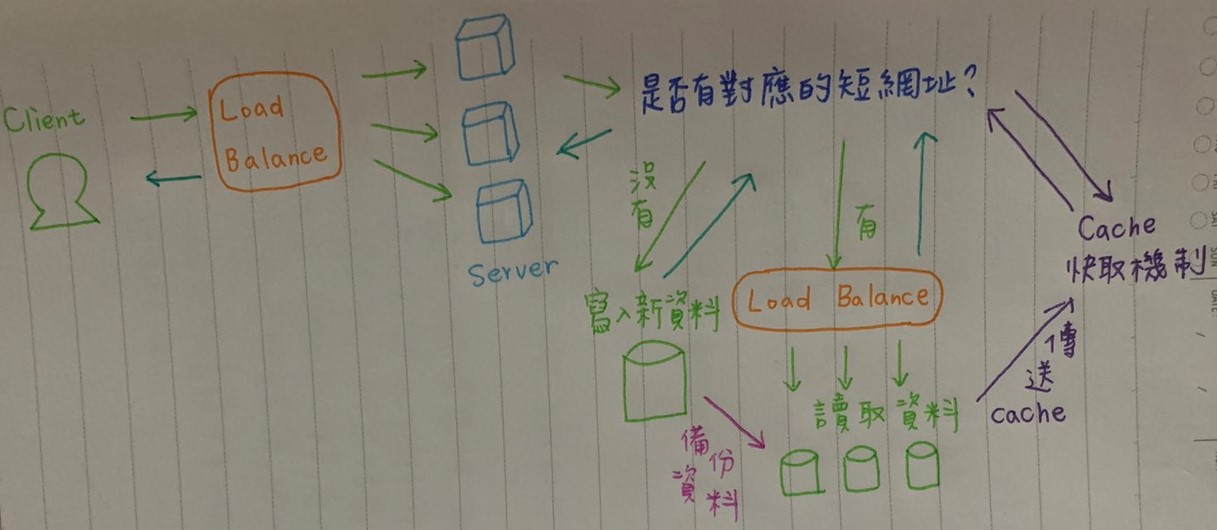 Client
Load
Balance
Server
是否有對應的短網址?
沒有
寫入新資料
有
Load Balance
讀取資料
備份
資料
Cache
快取機制
傳送
cache